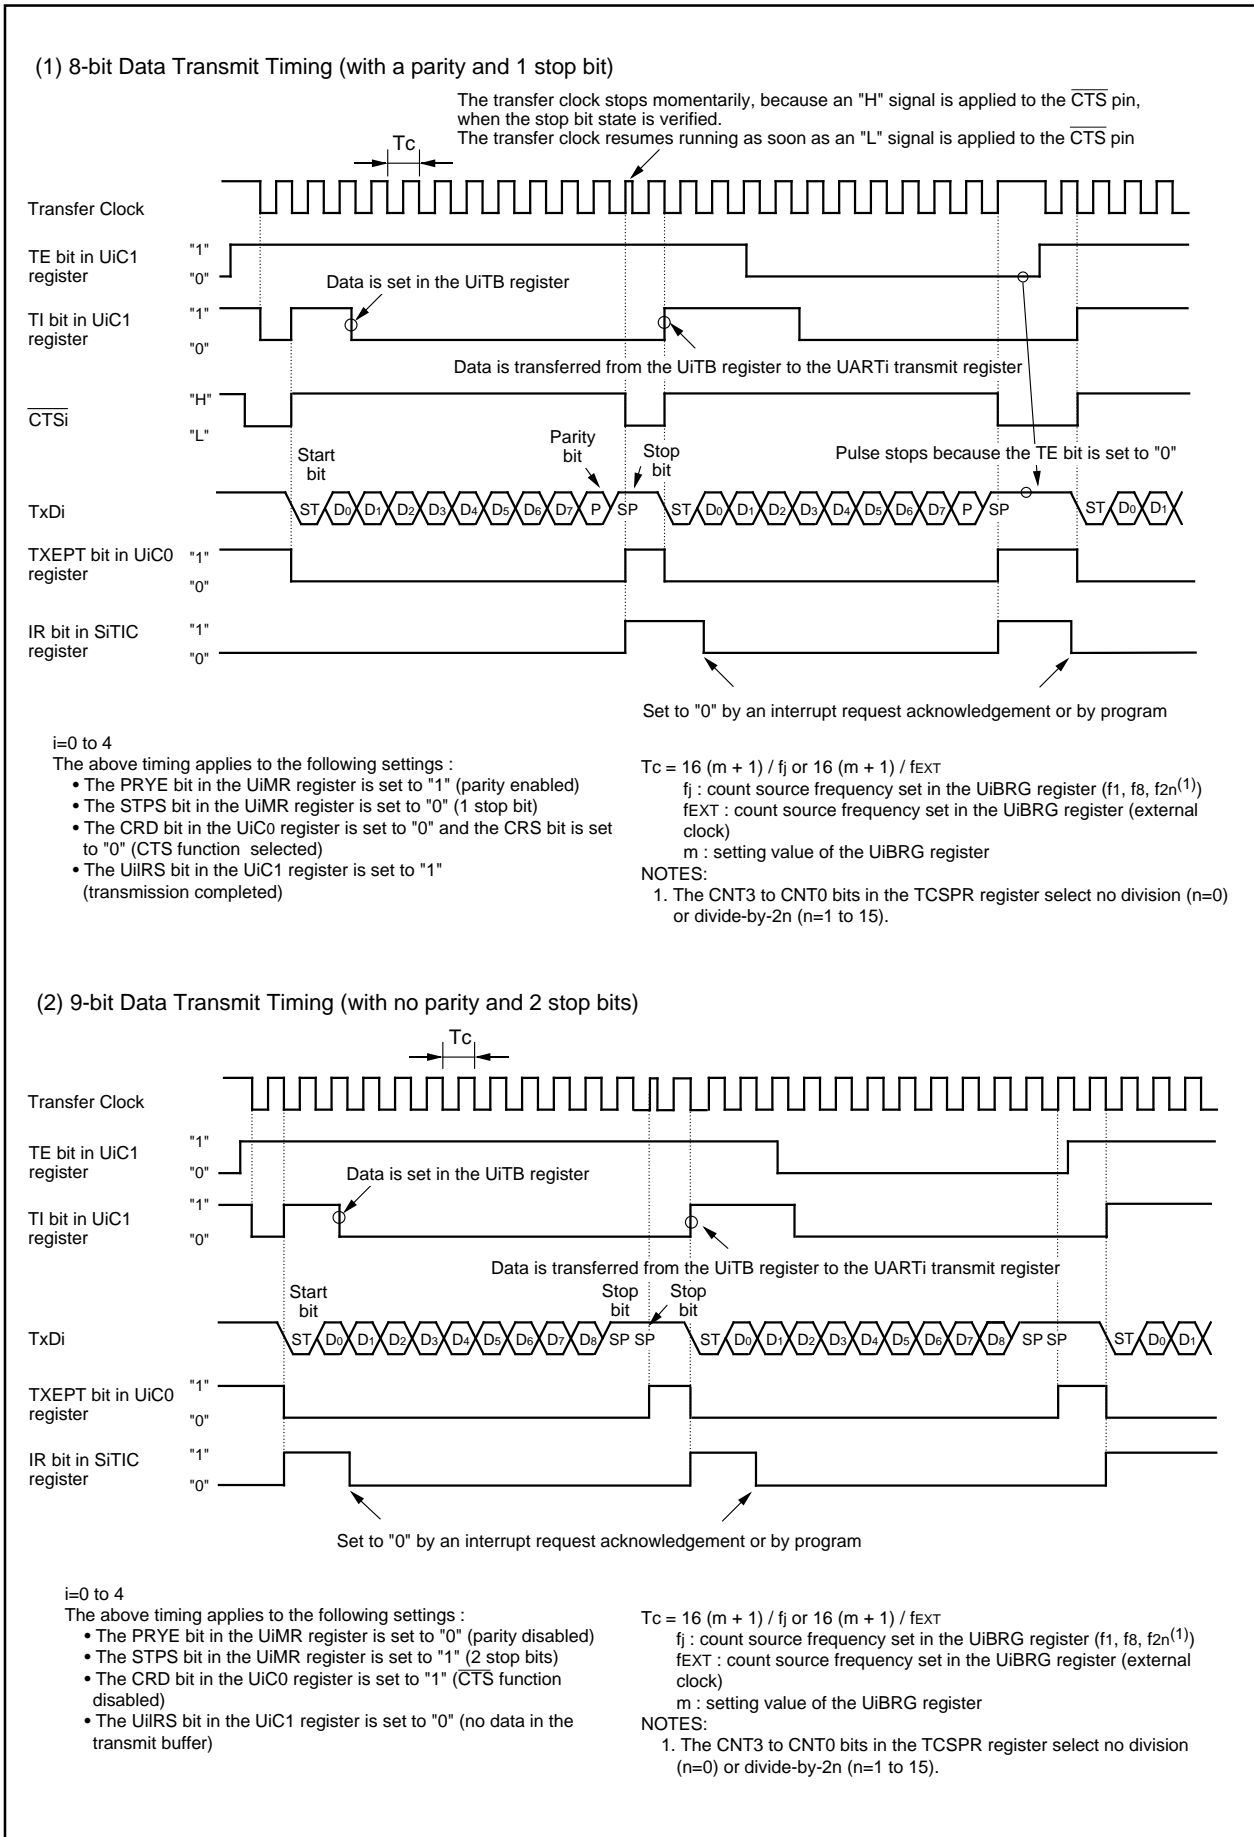 (1) 8-bit Data Transmit Timing (with a parity and 1 stop bit)
The transfer clock stops momentarily, because an "H" signal is applied to the CTS pin,
when the stop bit state is verified.
The transfer clock resumes running as soon as an "L" signal is applied to the CTS pin
Tc
Transfer Clock
TE bit in UiC1
register
"1"
"0"
Data is set in the UiTB register
TI bit in UiC1
register
"1"
"0"
Data is transferred from the UiTB register to the UARTi transmit register
CTSi
"H"
"L"
Start
bit
Parity
bit
Stop
bit
Pulse stops because the TE bit is set to "0"
TxDi
ST D0 D1 D2 D3 D4 D5 D6 D7 P SP ST D0 D1 D2 D3 D4 D5 D6 D7 P SP ST D0 D1
TXEPT bit in UiC0
register
"1"
"0"
IR bit in SiTIC
register
"1"
"0"
Set to "0" by an interrupt request acknowledgement or by program
i=0 to 4
The above timing applies to the following settings :
• The PRYE bit in the UiMR register is set to "1" (parity enabled)
• The STPS bit in the UiMR register is set to "0" (1 stop bit)
• The CRD bit in the UiC0 register is set to "0" and the CRS bit is set
to "0" (CTS function selected)
• The UiIRS bit in the UiC1 register is set to "1"
(transmission completed)
Tc = 16 (m + 1) / fj or 16 (m + 1) / fEXT
fj : count source frequency set in the UiBRG register (f1, f8, f2n(1))
fEXT : count source frequency set in the UiBRG register (external
clock)
m : setting value of the UiBRG register
NOTES:
1. The CNT3 to CNT0 bits in the TCSPR register select no division (n=0)
or divide-by-2n (n=1 to 15).
(2) 9-bit Data Transmit Timing (with no parity and 2 stop bits)
Tc
Transfer Clock
TE bit in UiC1
register
"1"
"0"
Data is set in the UiTB register
TI bit in UiC1
register
"1"
"0"
Data is transferred from the UiTB register to the UARTi transmit register
Start
bit
Stop
bit
Stop
bit
TxDi
ST D0 D1 D2 D3 D4 D5 D6 D7 D8 SP SP ST D0 D1 D2 D3 D4 D5 D6 D7 D8 SP SP ST D0 D1
TXEPT bit in UiC0
register
"1"
"0"
IR bit in SiTIC
register
"1"
"0"
Set to "0" by an interrupt request acknowledgement or by program
i=0 to 4
The above timing applies to the following settings :
• The PRYE bit in the UiMR register is set to "0" (parity disabled)
• The STPS bit in the UiMR register is set to "1" (2 stop bits)
• The CRD bit in the UiC0 register is set to "1" (CTS function
disabled)
• The UiIRS bit in the UiC1 register is set to "0" (no data in the
transmit buffer)
Tc = 16 (m + 1) / fj or 16 (m + 1) / fEXT
fj : count source frequency set in the UiBRG register (f1, f8, f2n(1))
fEXT : count source frequency set in the UiBRG register (external
clock)
m : setting value of the UiBRG register
NOTES:
1. The CNT3 to CNT0 bits in the TCSPR register select no division
(n=0) or divide-by-2n (n=1 to 15).